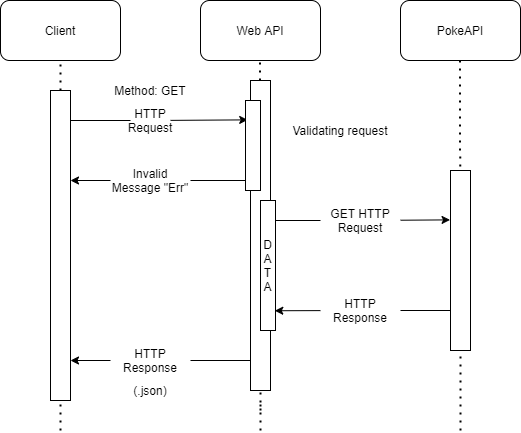 Client
Web API
PokeAPI
Method: GET
HTTP
Request
Validating request
Invalid
Message "Err"
GET HTTP
Request
D
A
T
A
HTTP
Response
HTTP
Response
(.json)